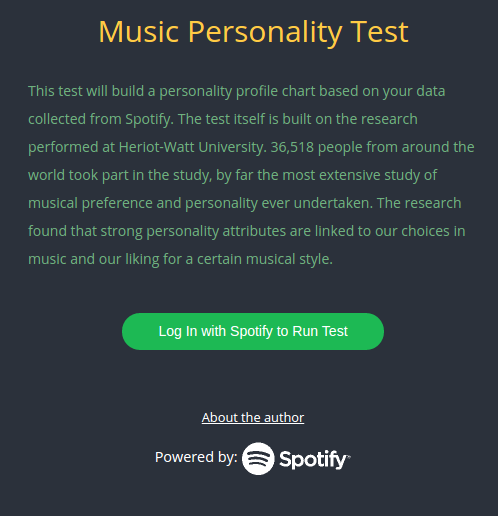 Music Personality Test
This test will build a personality profile chart based on your data
collected from Spotify. The test itself is built on the research
performed at Heriot-Watt University. 36,518 people from around the
world took part in the study, by far the most extensive study of
musical preference and personality ever undertaken. The research
found that strong personality attributes are linked to our choices in
music and our liking for a certain musical style.
Log In with Spotify to Run Test
About the author
Powered by: Spotify™